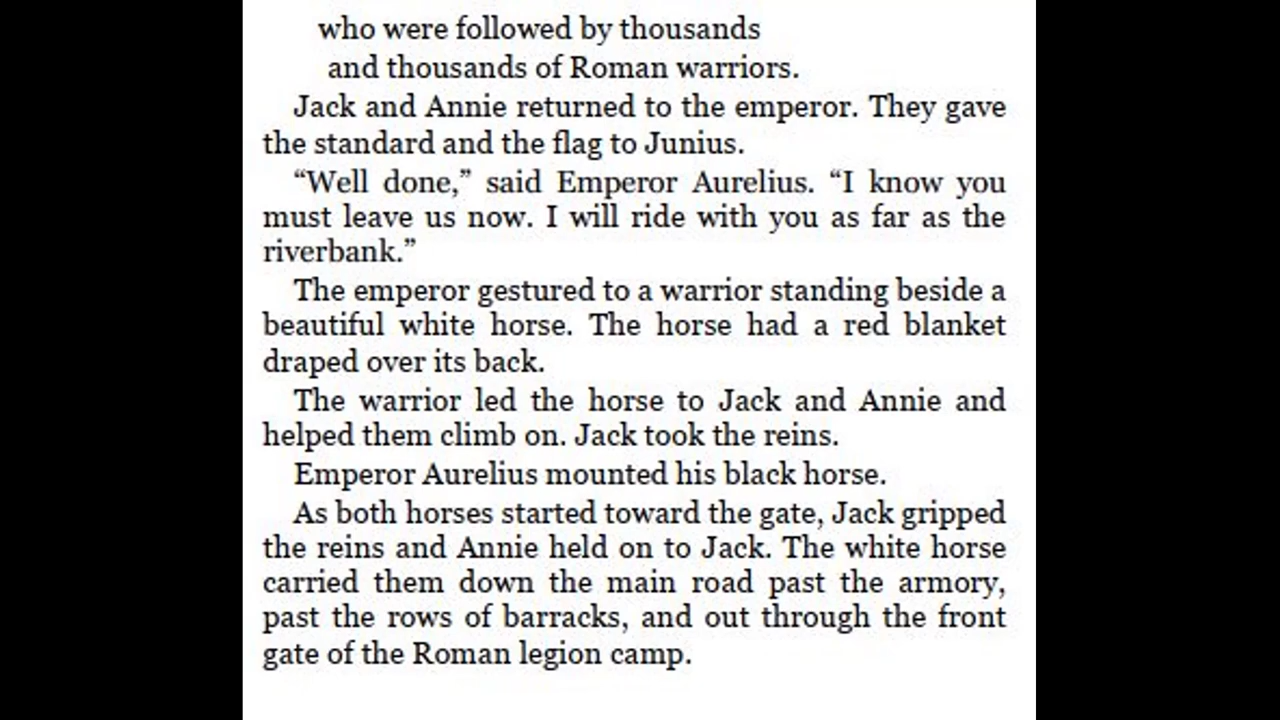 who were followed by thousands
and thousands of Roman warriors.
Jack and Annie returned to the emperor. They gave
the standard and the flag to Junius.
“Well done,” said Emperor Aurelius. “I know you
must leave us now. I will ride with you as far as the
riverbank.”
The emperor gestured to a warrior standing beside a
beautiful white horse. The horse had a red blanket
draped over its back.
The warrior led the horse to Jack and Annie and
helped them climb on. Jack took the reins.
Emperor Aurelius mounted his black horse.
As both horses started toward the gate, Jack gripped
the reins and Annie held on to Jack. The white horse
carried them down the main road past the armory,
past the rows of barracks, and out through the front
gate of the Roman legion camp.